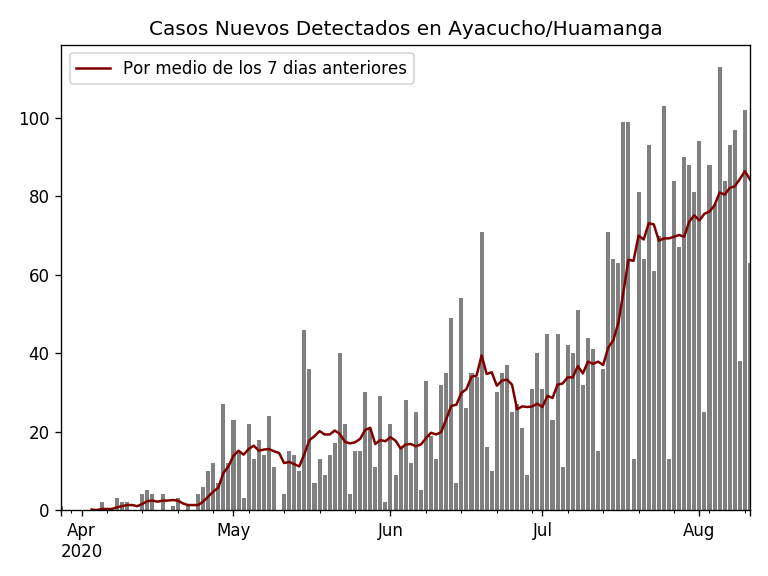 Casos Nuevos Detectados en Ayacucho/Huamanga
Por medio de los 7 dias anteriores
100
80
60
40
20
0
Apr May Jun Jul Aug
2020